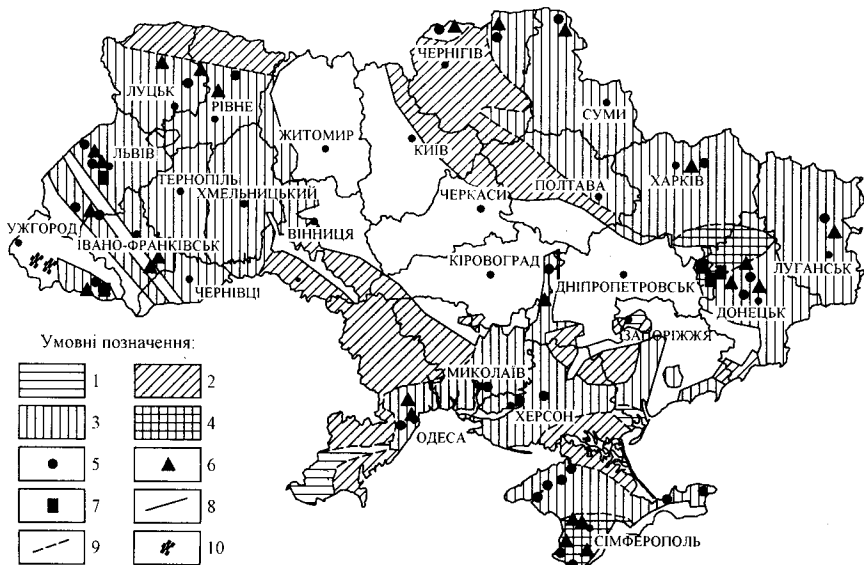 ЧЕРНІГІВ
ЛУЦЬК
РІВНЕ
СУМИ
ЖИТОМИР
КИЇВ
ЛЬВІВ
ТЕРНОПІЛЬ
ХМЕЛЬНИЦЬКИЙ
ПОЛТАВА
ХАРКІВ
ЧЕРКАСИ
УЖГОРОД
ВІННИЦЯ
ІВАНО-ФРАНКІВСЬК
КІРОВОГРАД
ЛУГАНСЬК
ЧЕРНІВЦІ
ДНІПРОПЕТРОВСЬК
ДОНЕЦЬК
ЗАПОРІЖЖЯ
МИКОЛАЇВ
ХЕРСОН
ОДЕСА
СІМФЕРОПОЛЬ
Умовні позначення:
1 2
3 4
5 6
7 8
9 10